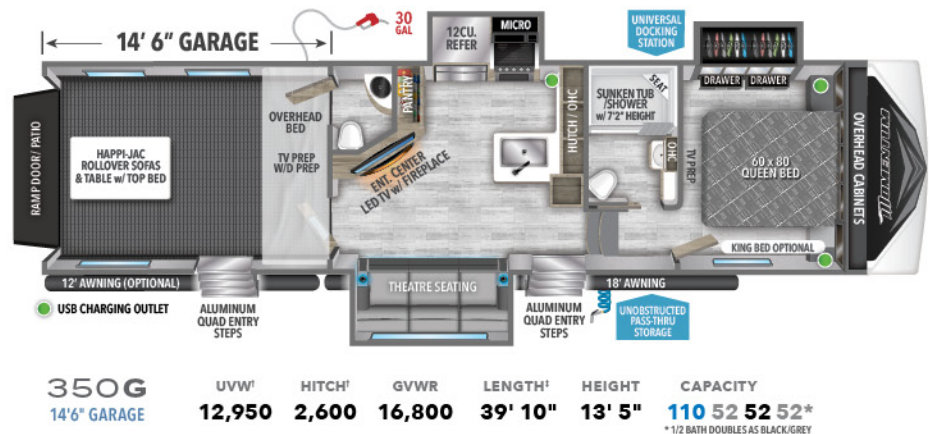 14' 6" GARAGE
30
GAL
12CU.
REFER
MICRO
UNIVERSAL
DOCKING
STATION
DRAWER
DRAWER
PANTRY
SEAT
SUNKEN TUB
/SHOWER
w/ 7'2" HEIGHT
HUTCH / OHC
OHC
TV PREP
OVERHEAD
BED
TV PREP
W/D PREP
RAMPDOOR/ PATIO
HAPPI-JAC
ROLLOVER SOFAS
& TABLE w/ TOP BED
ENT. CENTER
LED TV w/ FIREPLACE
60 x 80
QUEEN BED
OVERHEAD CABINETS
MOMENTUM
KING BED OPTIONAL
12' AWNING (OPTIONAL)
THEATRE SEATING
18' AWNING
USB CHARGING OUTLET
ALUMINUM
QUAD ENTRY
STEPS
ALUMINUM
QUAD ENTRY
STEPS
UNOBSTRUCTED
PASS-THRU
STORAGE
350G
14'6" GARAGE
UVW† HITCH† GVWR LENGTH‡ HEIGHT CAPACITY
12,950 2,600 16,800 39' 10" 13' 5" 110 52 52 52*
* 1/2 BATH DOUBLES AS BLACK/GREY